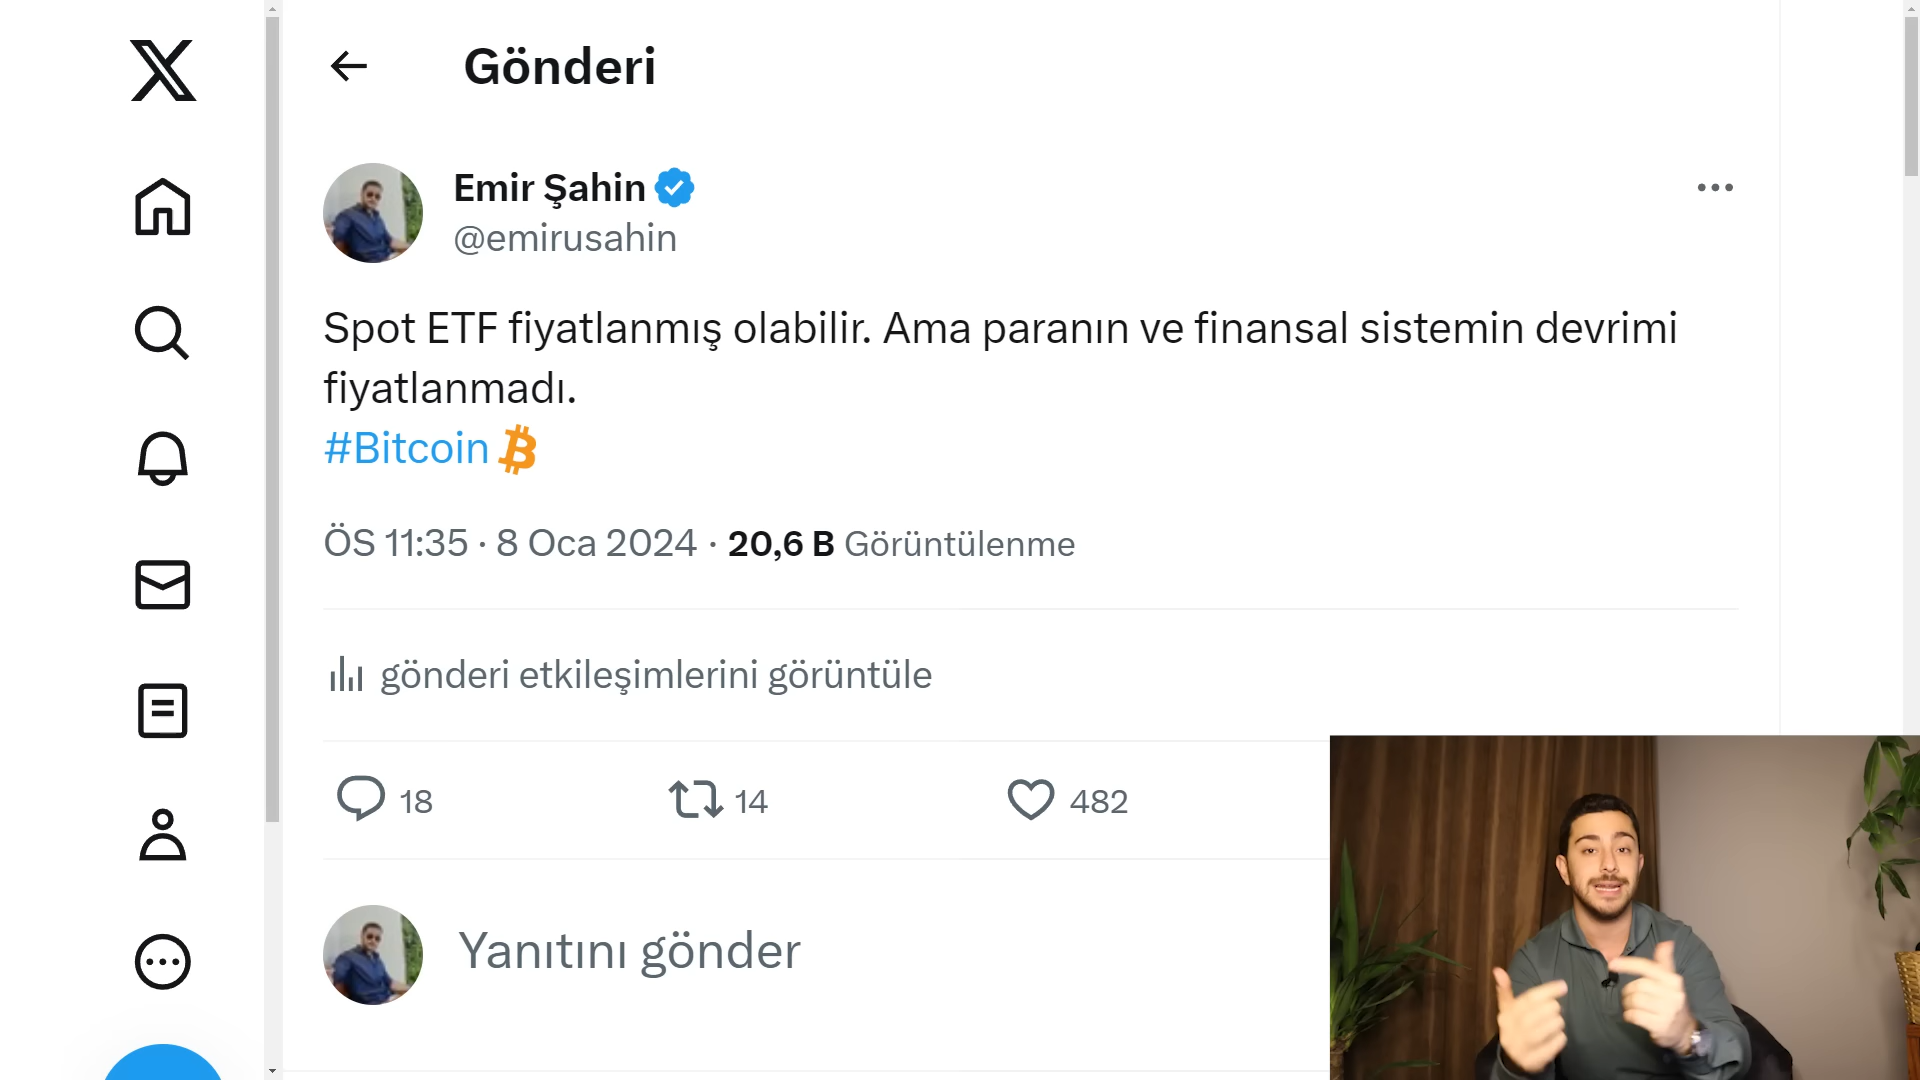 Gönderi
Emir Şahin
@emirusahin
Spot ETF fiyatlanmış olabilir. Ama paranın ve finansal sistemin devrimi
fiyatlanmadı.
#Bitcoin
ÖS 11:35 · 8 Oca 2024 · 20,6 B Görüntülenme
gönderi etkileşimlerini görüntüle
18 14 482
Yanıtını gönder